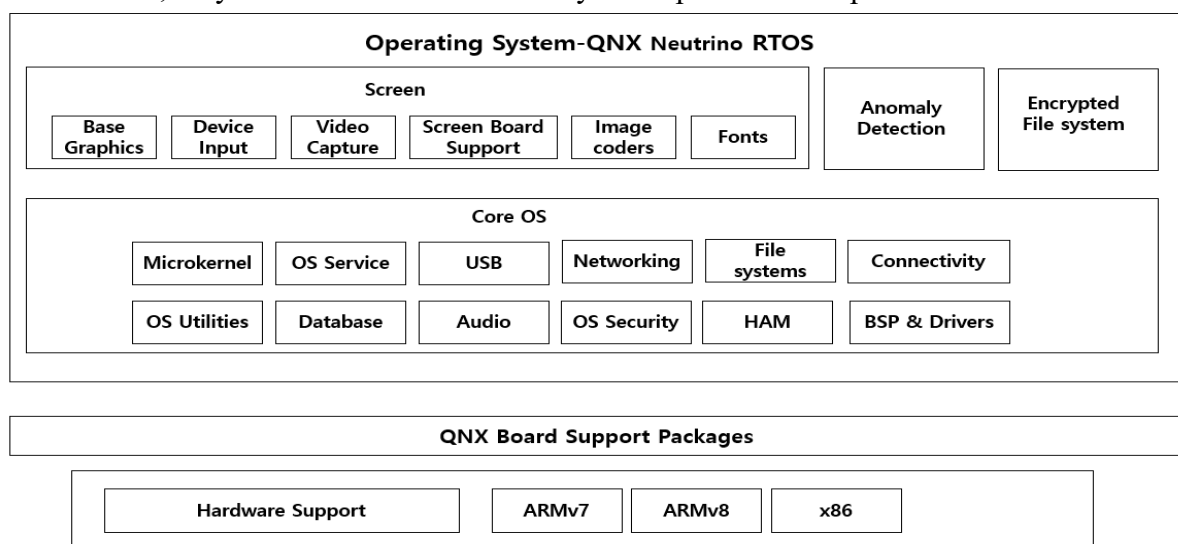 Operating System-QNX Neutrino RTOS
Screen
Base
Graphics
Device
Input
Video
Capture
Screen Board
Support
Image
coders
Fonts
Anomaly
Detection
Encrypted
File system
Core OS
Microkernel
OS Service
USB
Networking
File
systems
Connectivity
OS Utilities
Database
Audio
OS Security
HAM
BSP & Drivers
QNX Board Support Packages
Hardware Support
ARMv7
ARMv8
x86